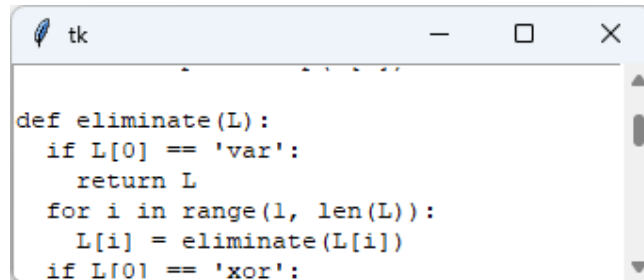 tk
def eliminate(L):
  if L[0] == 'var':
    return L
  for i in range(1, len(L)):
    L[i] = eliminate(L[i])
  if L[0] == 'xor':